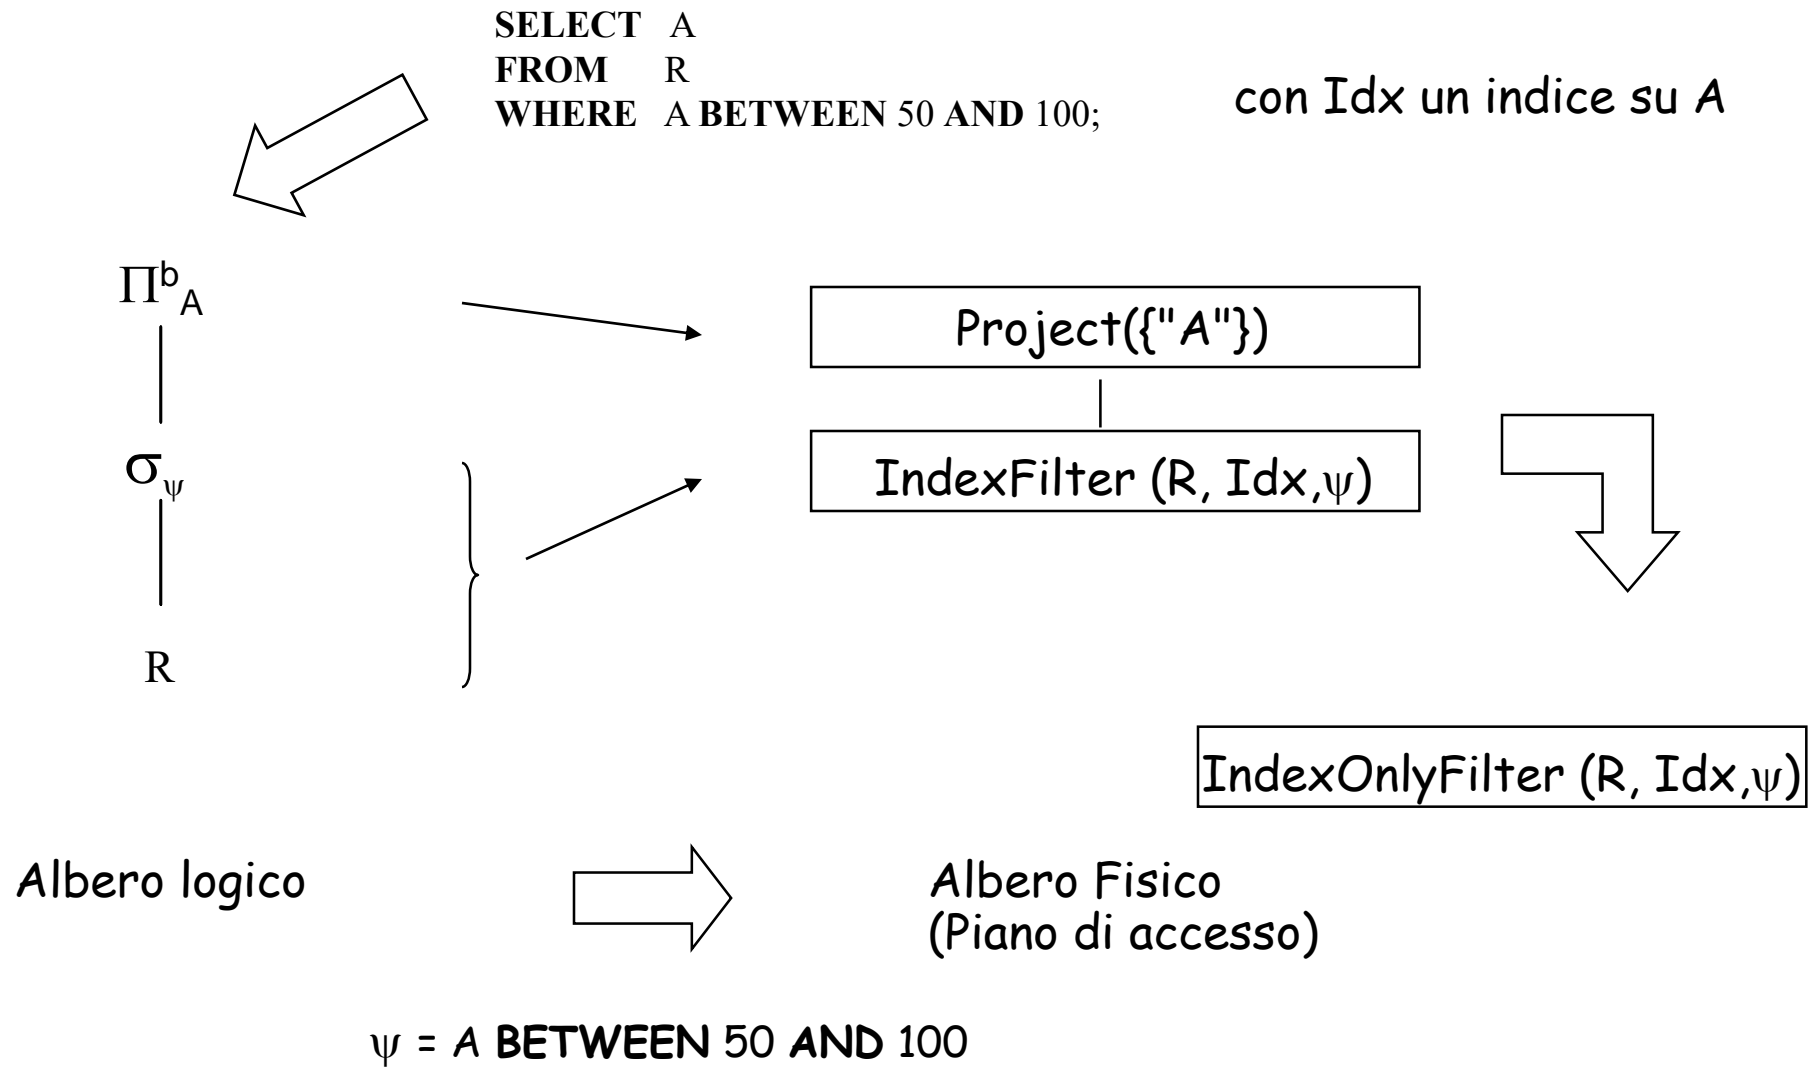 SELECT A
FROM R
WHERE A BETWEEN 50 AND 100;
con Idx un indice su A
Πᵇ_A
Project({"A"})
σ_ψ
IndexFilter (R, Idx,ψ)
R
IndexOnlyFilter (R, Idx,ψ)
Albero logico
Albero Fisico
(Piano di accesso)
ψ = A BETWEEN 50 AND 100